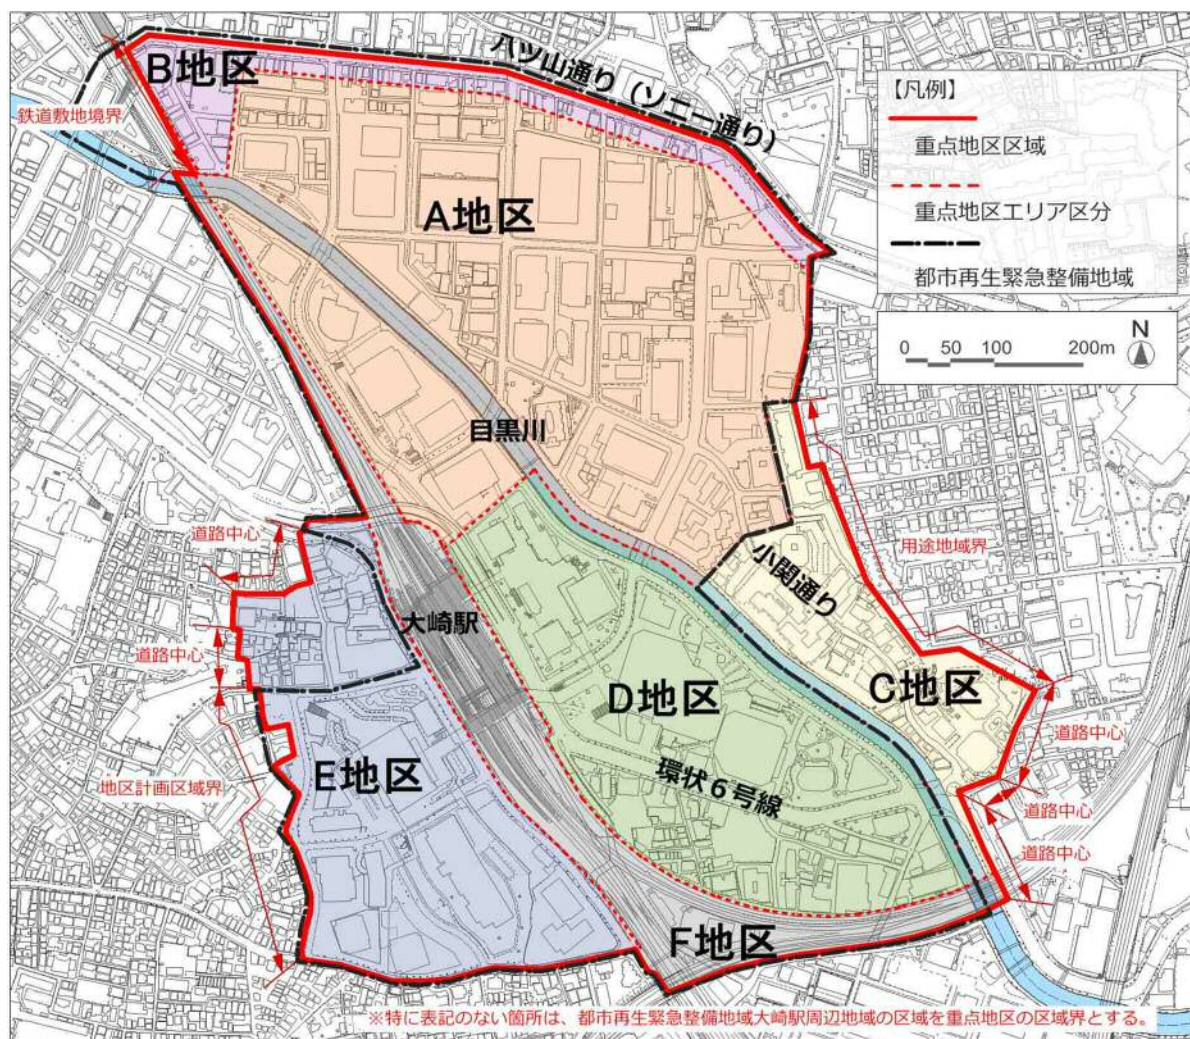 八ツ山通り（ソニー通り）
B地区
鉄道敷地境界
【凡例】
重点地区区域
重点地区エリア区分
都市再生緊急整備地域
A地区
0 50 100 200m
N
目黒川
道路中心
用途地域界
小関通り
大崎駅
道路中心
C地区
D地区
道路中心
E地区
地区計画区域界
環状６号線
道路中心
道路中心
F地区
※特に表記のない箇所は、都市再生緊急整備地域大崎駅周辺地域の区域を重点地区の区域界とする。